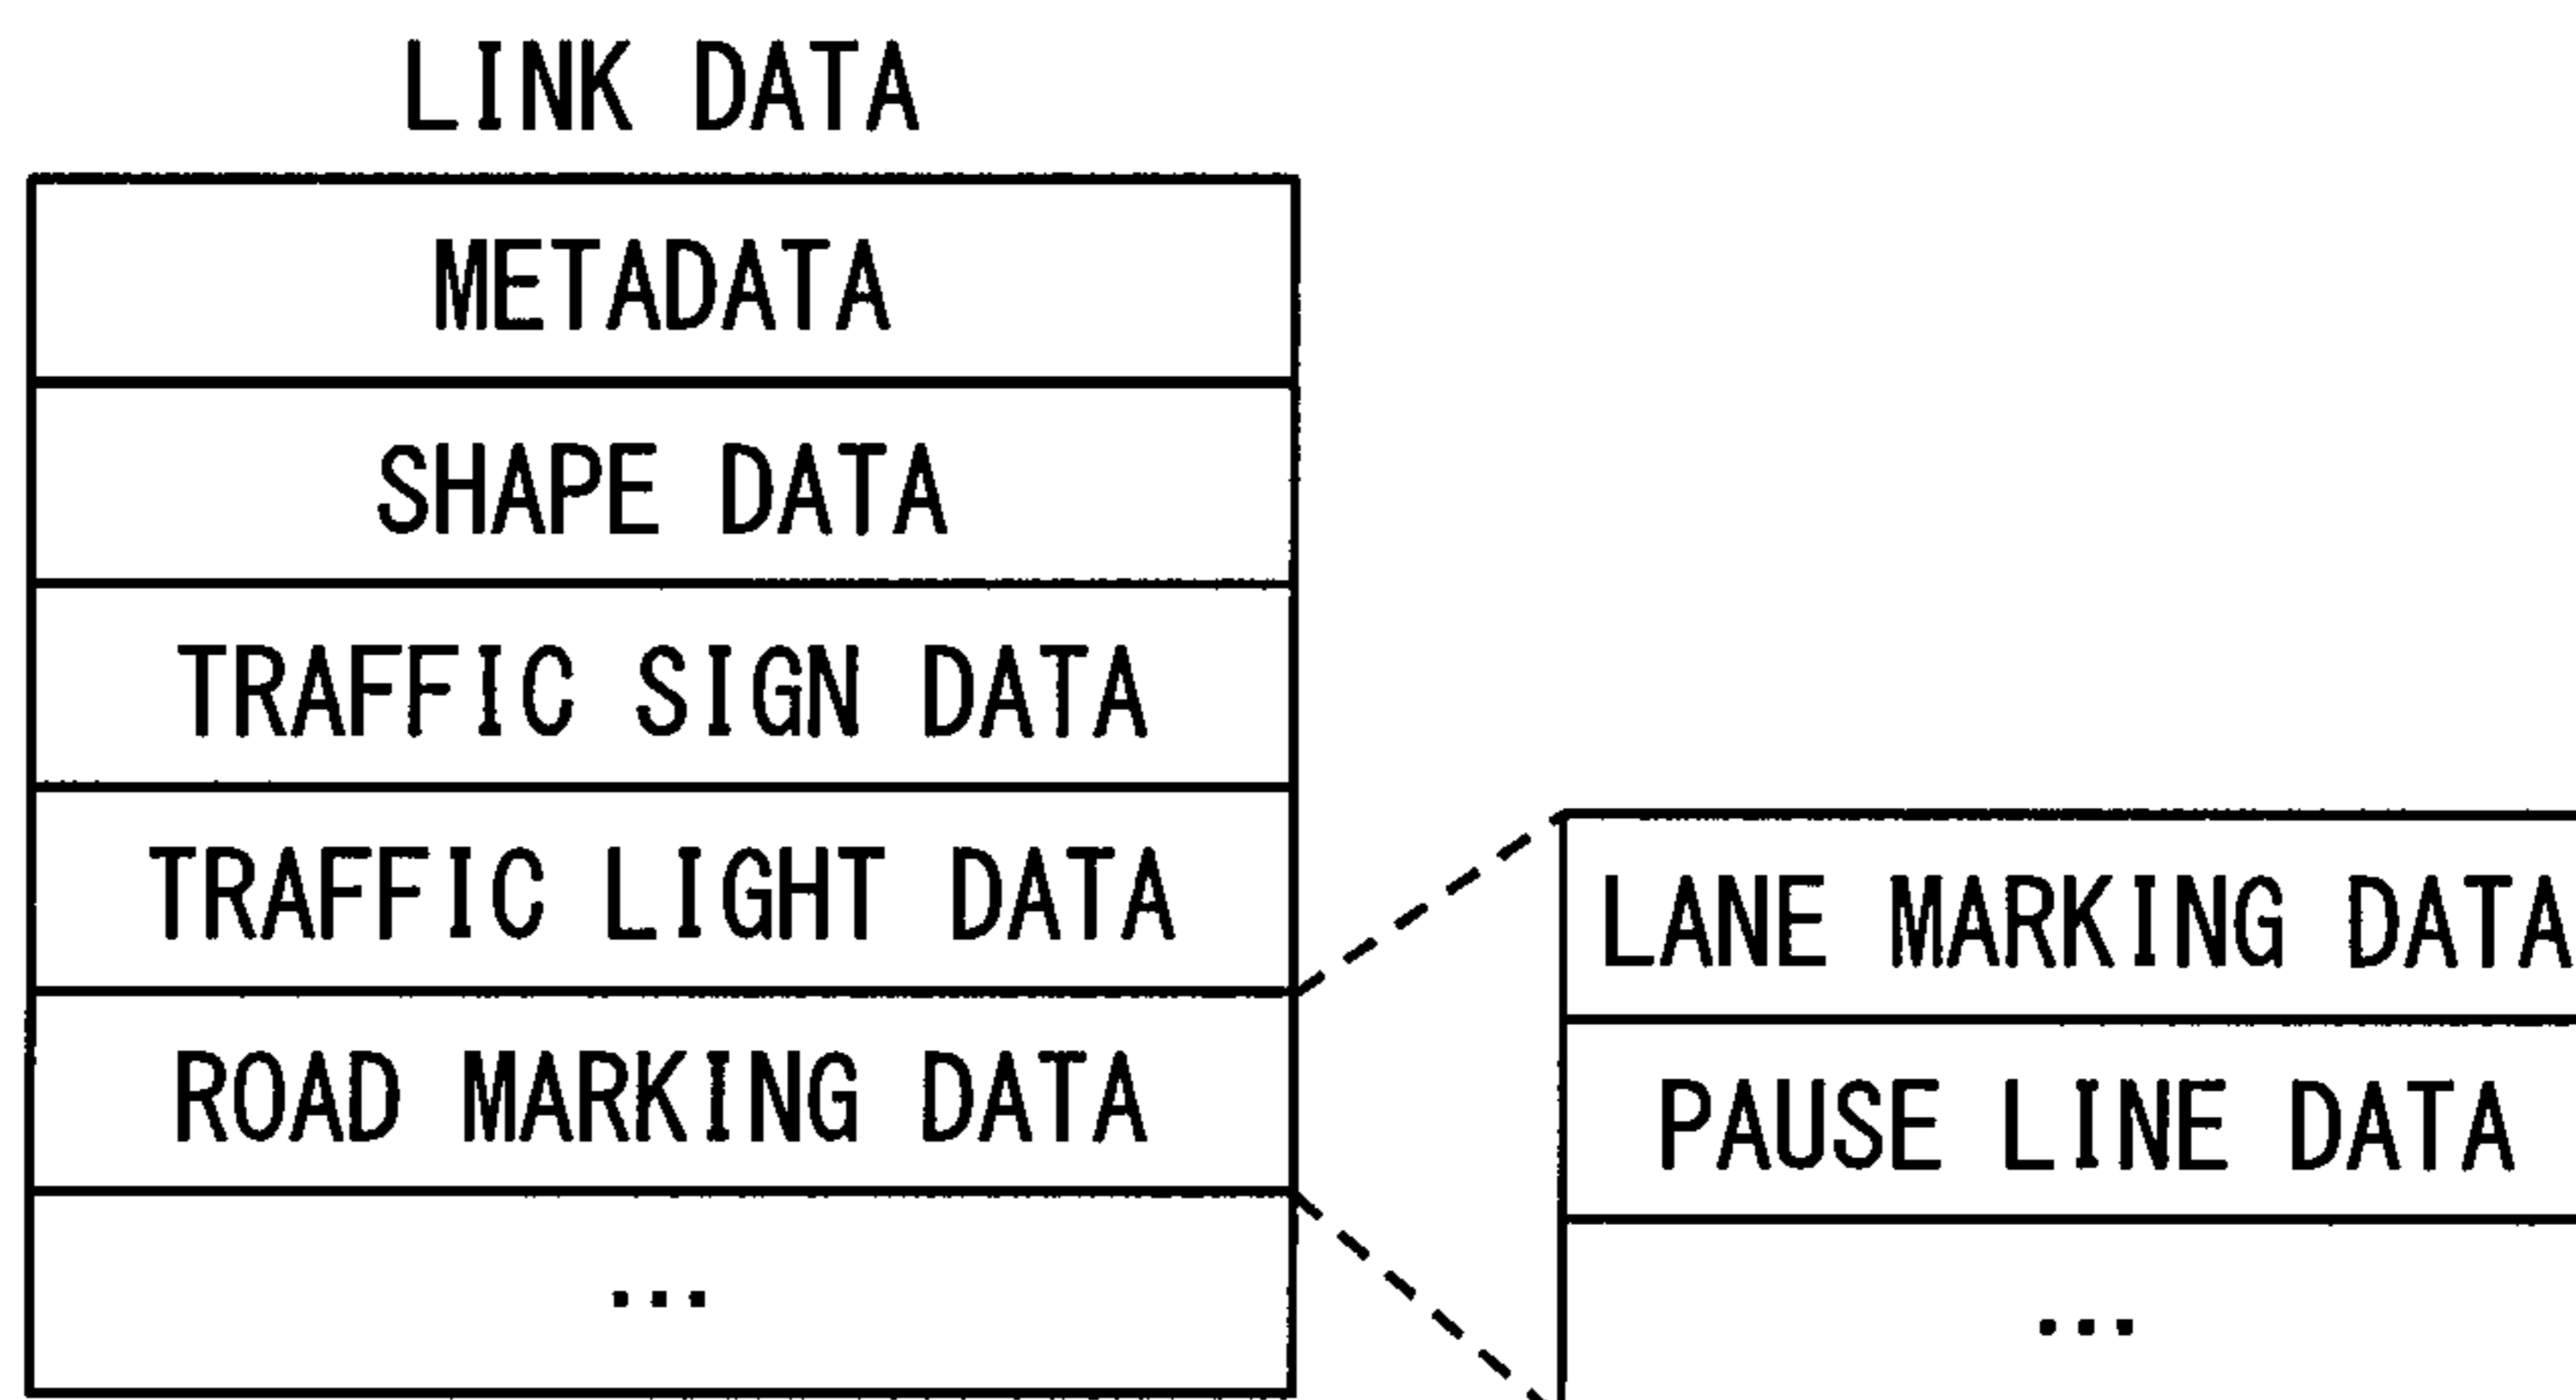 LINK DATA
METADATA
SHAPE DATA
TRAFFIC SIGN DATA
TRAFFIC LIGHT DATA
ROAD MARKING DATA
...
LANE MARKING DATA
PAUSE LINE DATA
...